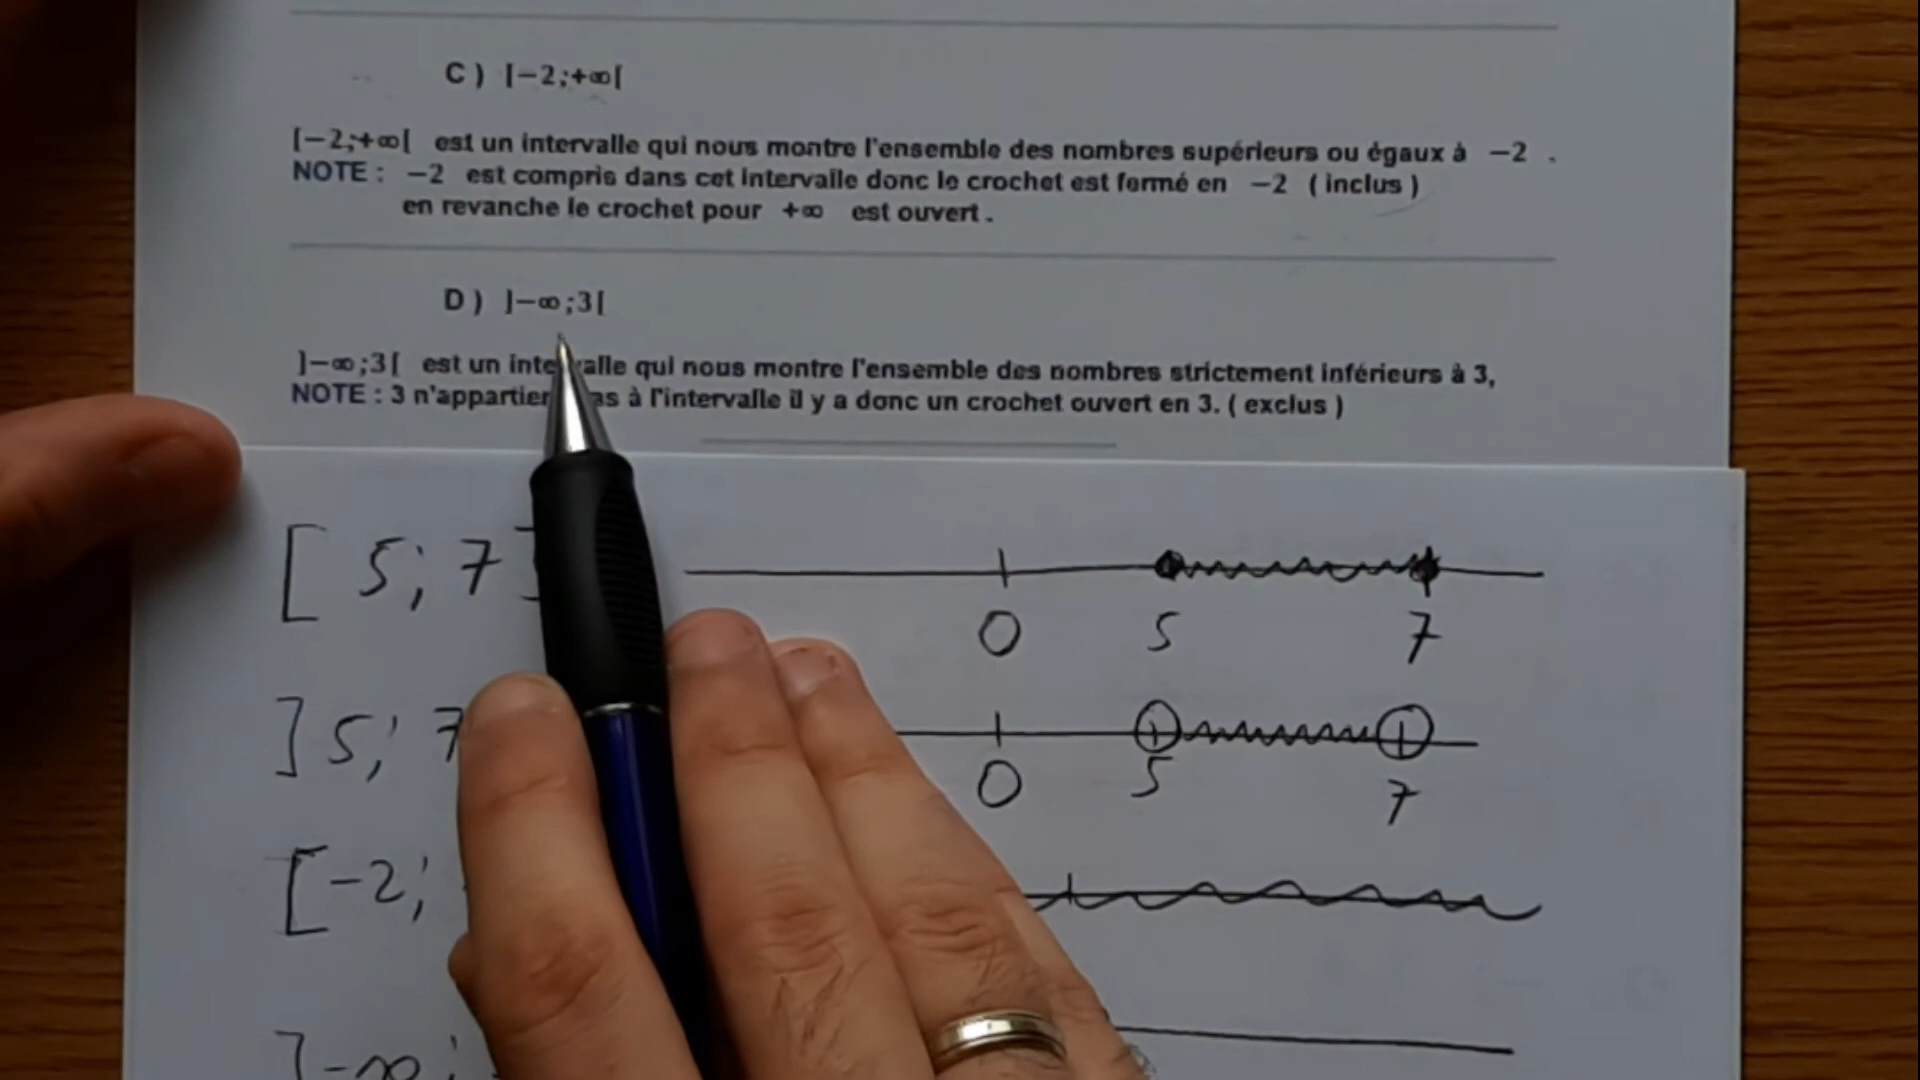 C ) [−2;+∞[
[−2;+∞[ est un intervalle qui nous montre l'ensemble des nombres supérieurs ou égaux à −2 .
NOTE : −2 est compris dans cet intervalle donc le crochet est fermé en −2 ( inclus )
en revanche le crochet pour +∞ est ouvert .
D ) ]−∞;3[
]−∞;3[ est un qui nous montre l'ensemble des nombres strictement inférieurs à 3,
NOTE : 3 à l'intervalle il y a donc un crochet ouvert en 3. ( exclus )
[ 5; 7 ]
0 5 7
]5; 7
0 5 7
[-2;
]-∞;